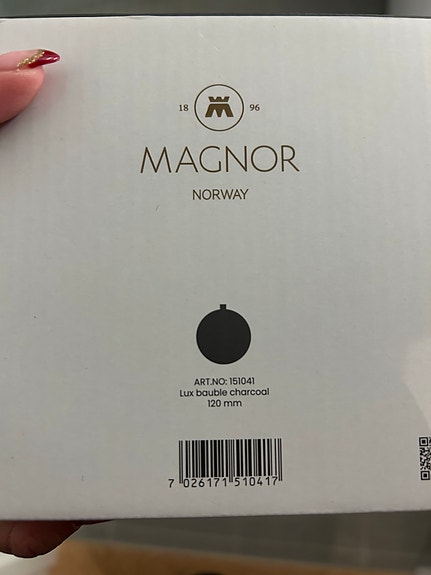 18 96
MAGNOR
NORWAY
ART.NO: 151041
Lux bauble charcoal
120 mm
7 026171 510417